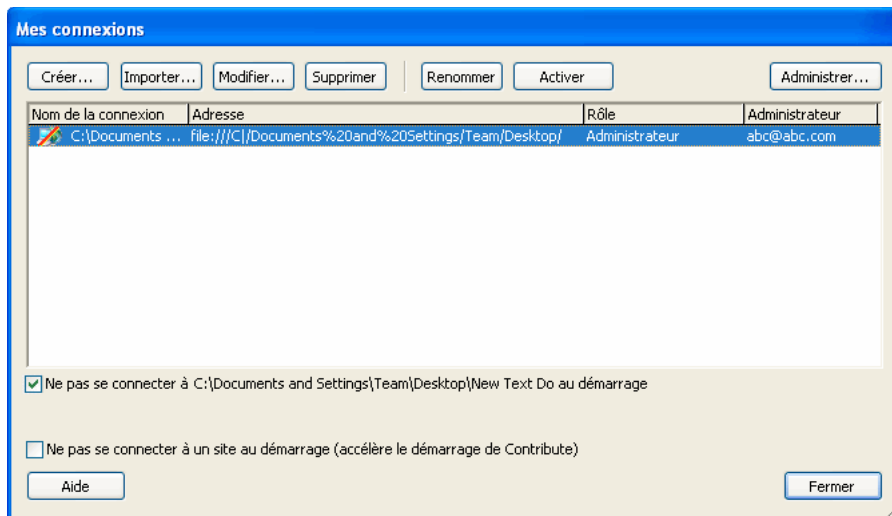 Mes connexions
Créer... Importer... Modifier... Supprimer Renommer Activer Administrer...
Nom de la connexion Adresse Rôle Administrateur
C:\Documents ... file:///C|/Documents%20and%20Settings/Team/Desktop/ Administrateur abc@abc.com
Ne pas se connecter à C:\Documents and Settings\Team\Desktop\New Text Do au démarrage
Ne pas se connecter à un site au démarrage (accélère le démarrage de Contribute)
Aide Fermer